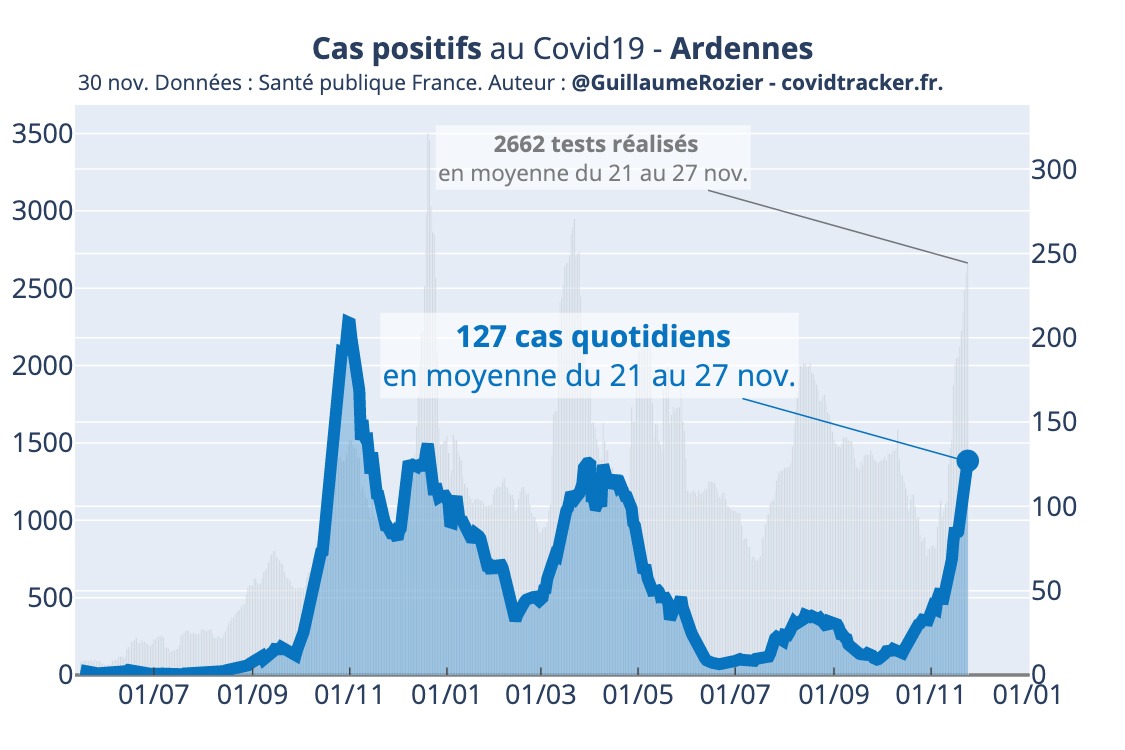 Cas positifs au Covid19 - Ardennes
30 nov. Données : Santé publique France. Auteur : @GuillaumeRozier - covidtracker.fr.
3500
3000
2500
2000
1500
1000
500
0
2662 tests réalisés
en moyenne du 21 au 27 nov.
127 cas quotidiens
en moyenne du 21 au 27 nov.
300
250
200
150
100
50
0
01/07 01/09 01/11 01/01 01/03 01/05 01/07 01/09 01/11 01/01